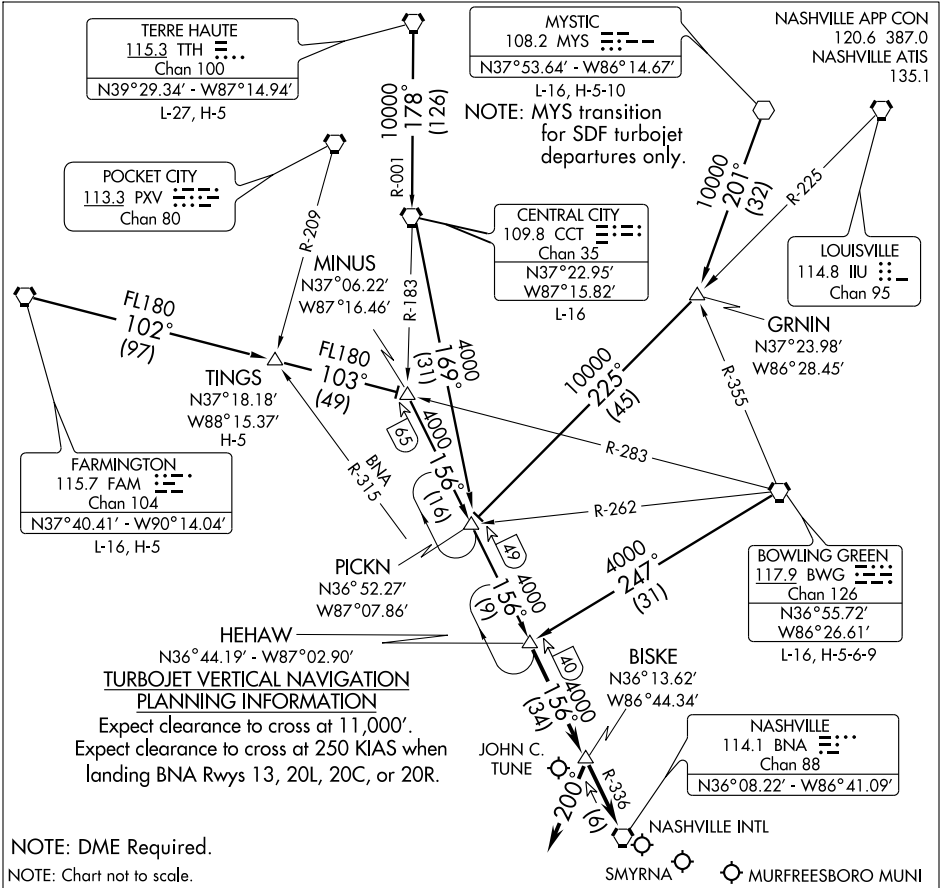 TERRE HAUTE
115.3 TTH
Chan 100
N39°29.34' - W87°14.94'
L-27, H-5
MYSTIC
108.2 MYS
N37°53.64' - W86°14.67'
L-16, H-5-10
NASHVILLE APP CON
120.6 387.0
NASHVILLE ATIS
135.1
NOTE: MYS transition
for SDF turbojet
departures only.
10000
178°
(126)
R-001
POCKET CITY
113.3 PXV
Chan 80
R-209
CENTRAL CITY
109.8 CCT
Chan 35
N37°22.95'
W87°15.82'
L-16
10000
201°
(32)
R-225
LOUISVILLE
114.8 IIU
Chan 95
MINUS
N37°06.22'
W87°16.46'
R-183
GRNIN
N37°23.98'
W86°28.45'
FL180
102°
(97)
FL180
103°
(49)
TINGS
N37°18.18'
W88°15.37'
H-5
4000
169°
(31)
10000
225°
(45)
R-355
R-283
R-262
FARMINGTON
115.7 FAM
Chan 104
N37°40.41' - W90°14.04'
L-16, H-5
BNA
R-315
65
4000
156°
(16)
49
PICKN
N36°52.27'
W87°07.86'
4000
156°
(9)
4000
247°
(31)
BOWLING GREEN
117.9 BWG
Chan 126
N36°55.72'
W86°26.61'
L-16, H-5-6-9
HEHAW
N36°44.19' - W87°02.90'
40
4000
156°
(34)
BISKE
N36°13.62'
W86°44.34'
TURBOJET VERTICAL NAVIGATION
PLANNING INFORMATION
Expect clearance to cross at 11,000'.
Expect clearance to cross at 250 KIAS when
landing BNA Rwys 13, 20L, 20C, or 20R.
NASHVILLE
114.1 BNA
Chan 88
N36°08.22' - W86°41.09'
JOHN C.
TUNE
200°
R-336
(6)
NASHVILLE INTL
SMYRNA
MURFREESBORO MUNI
NOTE: DME Required.
NOTE: Chart not to scale.